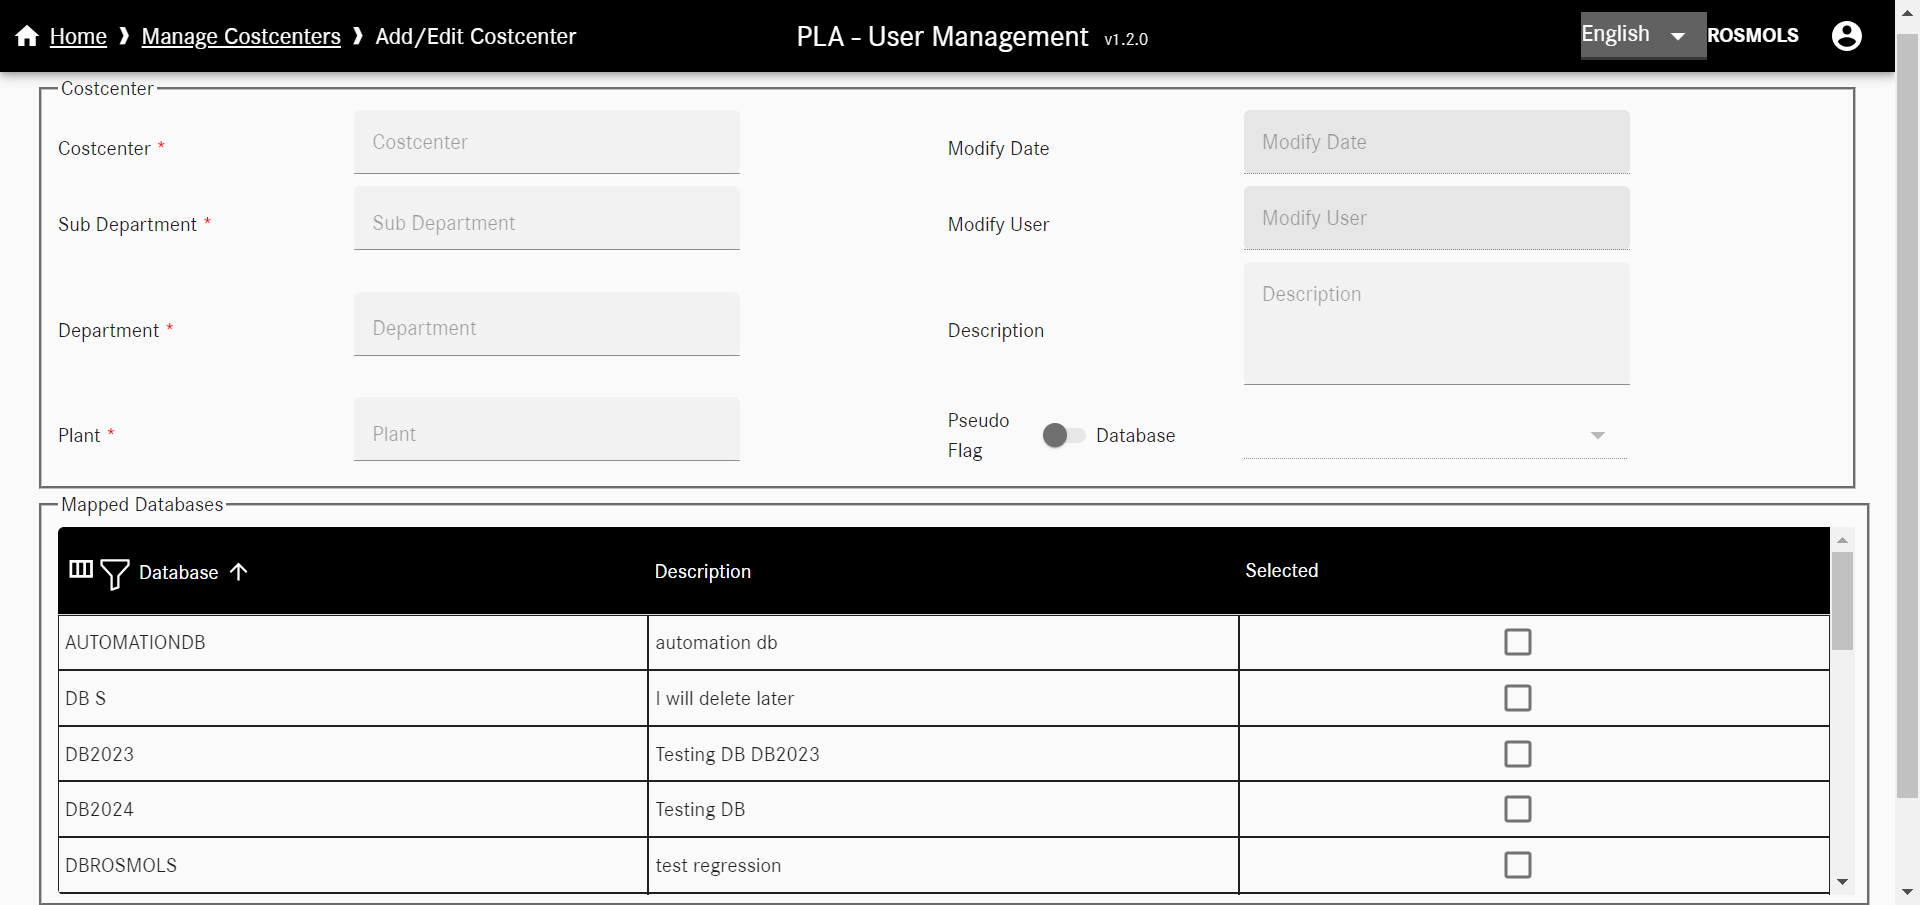 Home ❱ Manage Costcenters ❱ Add/Edit Costcenter
PLA - User Management v1.2.0
English
ROSMOLS
Costcenter
Costcenter * Costcenter
Modify Date Modify Date
Sub Department * Sub Department
Modify User Modify User
Department * Department
Description Description
Plant * Plant
Pseudo
Flag
Database
Mapped Databases
Database Description Selected
AUTOMATIONDB automation db
DB S I will delete later
DB2023 Testing DB DB2023
DB2024 Testing DB
DBROSMOLS test regression